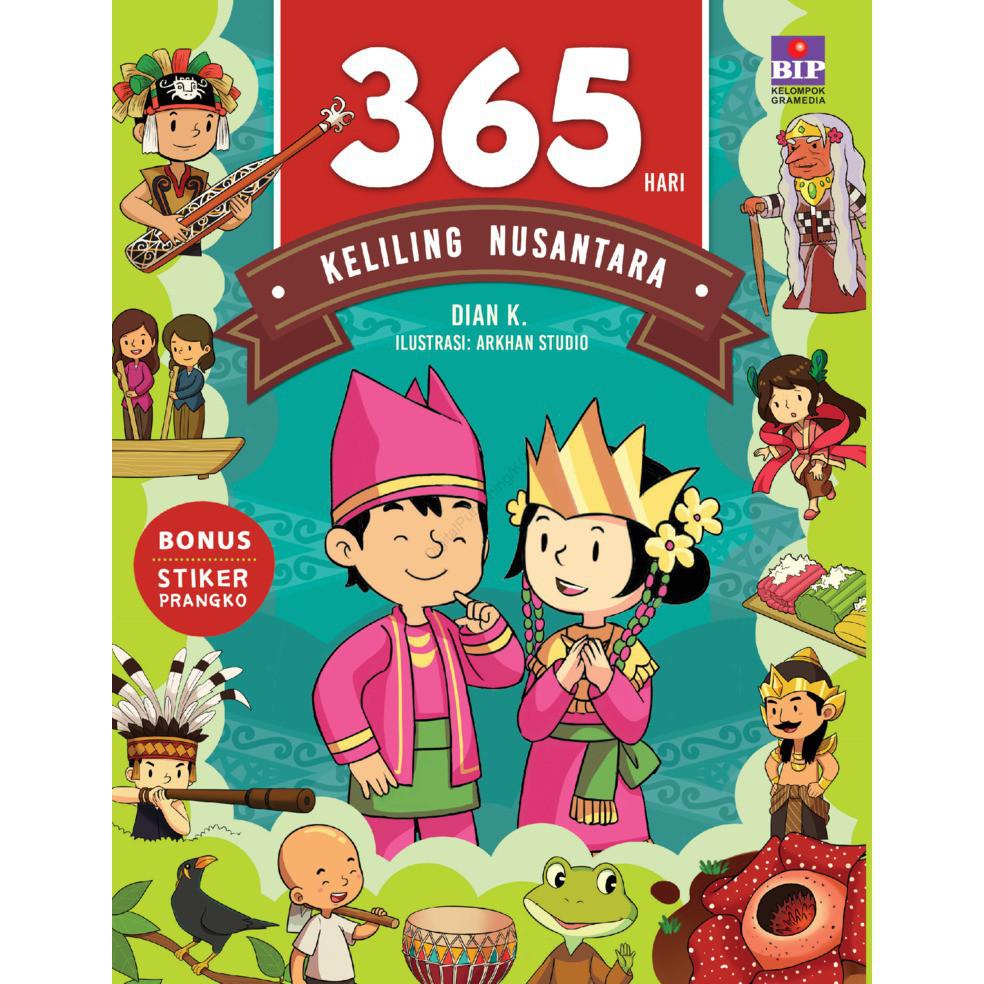 365
HARI
BIP
KELOMPOK
GRAMEDIA
KELILING NUSANTARA
DIAN K.
ILUSTRASI: ARKHAN STUDIO
BONUS
STIKER
PRANGKO